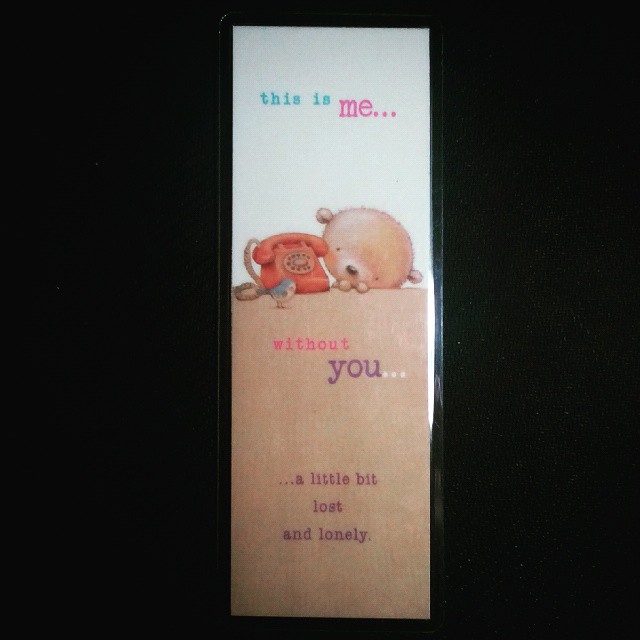 this is me...
without
you...
...a little bit
lost
and lonely.